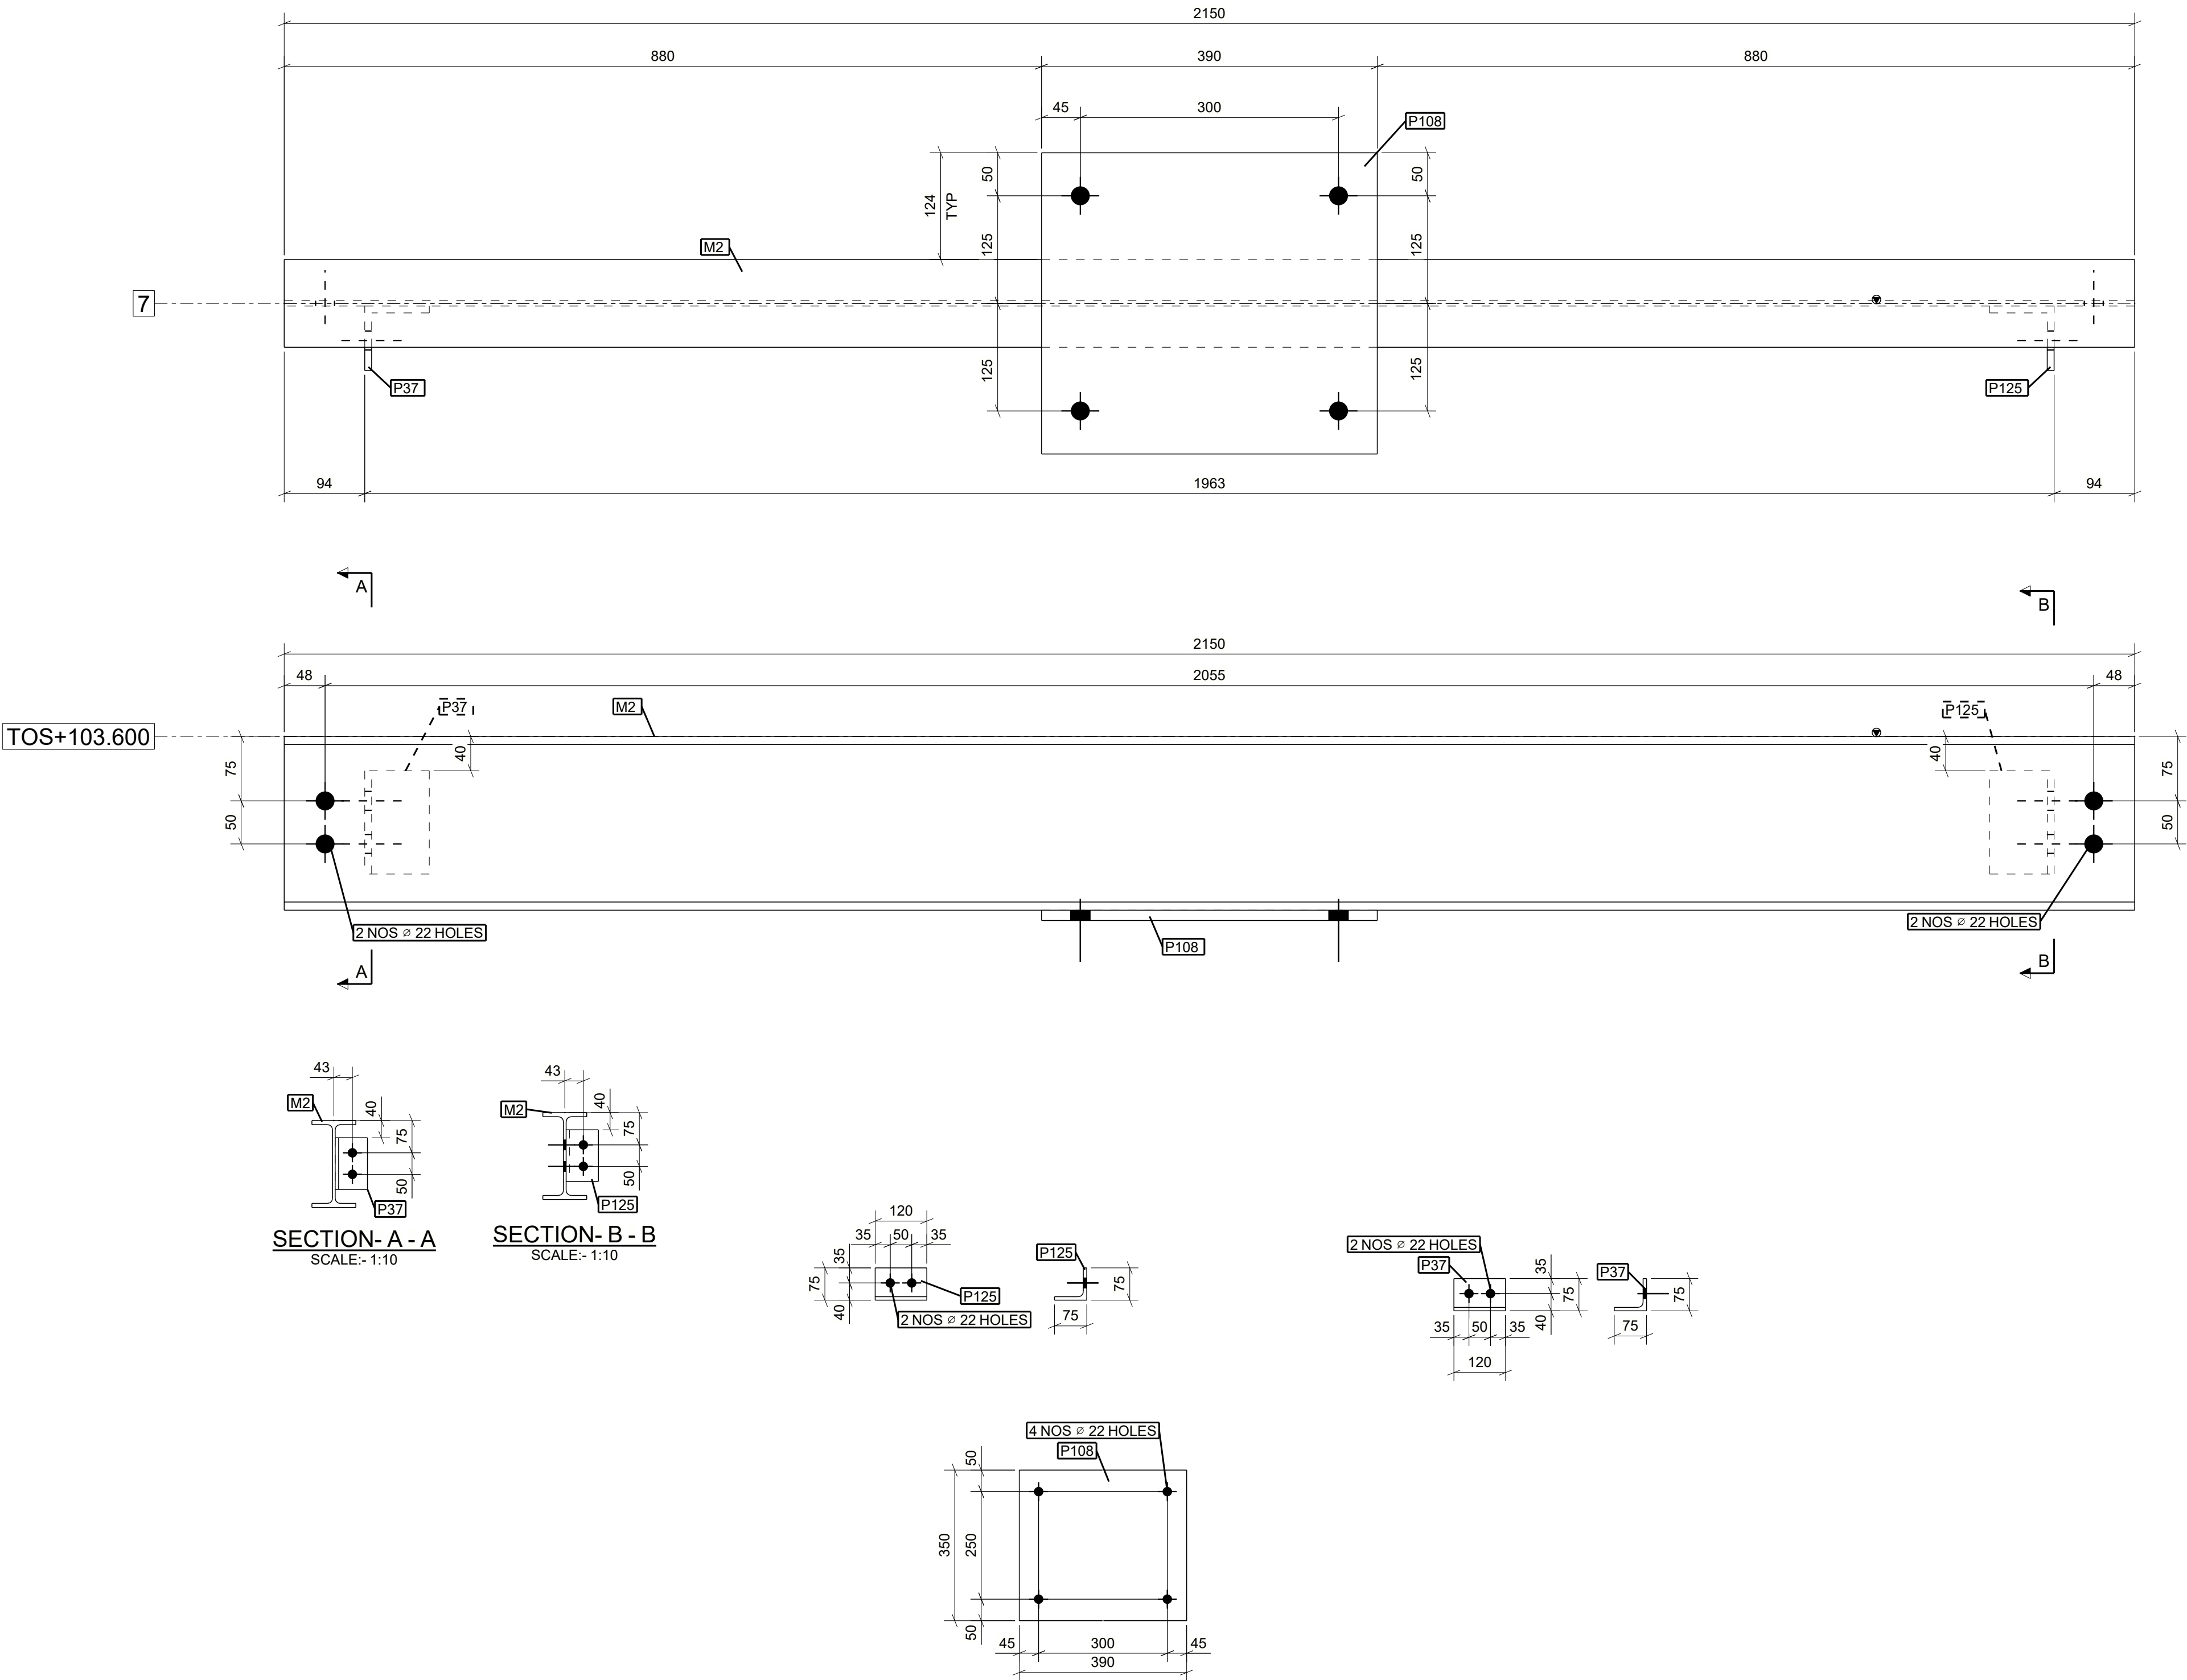 2150
880 390 880
45 300
P108
50 50
124 TYP
M2
125 125
7
P37
125 125
P125
94 1963 94
A
B
2150
48 2055 48
P37 M2 P125
TOS+103.600
40 40
75 75
50 50
2 NOS ⌀ 22 HOLES
2 NOS ⌀ 22 HOLES
P108
A
B
43
M2
40
75
50
P37
SECTION- A - A
SCALE:- 1:10
43
M2
40
75
50
P125
SECTION- B - B
SCALE:- 1:10
120
35 50 35
35
75
40
P125
2 NOS ⌀ 22 HOLES
P125
75
75
2 NOS ⌀ 22 HOLES
P37
35
75
40
35 50 35
120
P37
75
75
4 NOS ⌀ 22 HOLES
P108
50
350 250
50
45 300 45
390